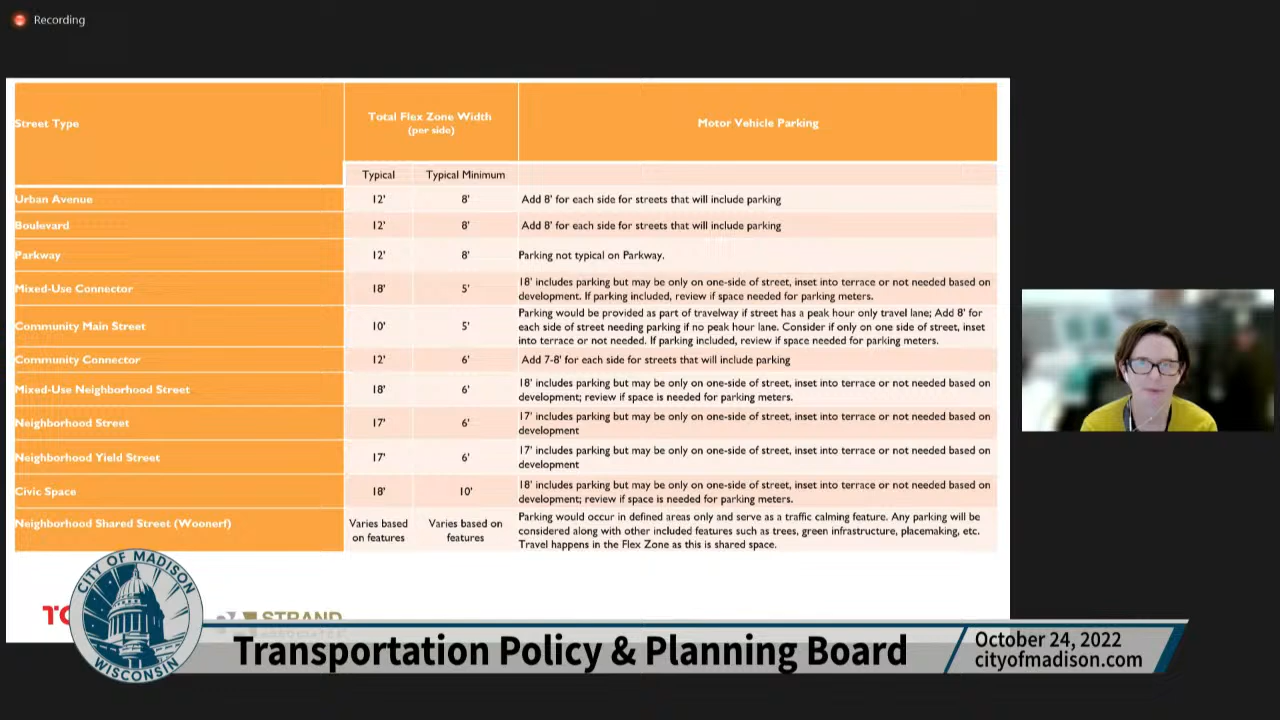 Recording
Street Type
Total Flex Zone Width
(per side)
Motor Vehicle Parking
Typical
Typical Minimum
Urban Avenue
12'
8'
Add 8' for each side for streets that will include parking
Boulevard
12'
8'
Add 8' for each side for streets that will include parking
Parkway
12'
8'
Parking not typical on Parkway.
Mixed-Use Connector
18'
5'
18' includes parking but may be only on one-side of street, inset into terrace or not needed based on
development. If parking included, review if space needed for parking meters.
Community Main Street
10'
5'
Parking would be provided as part of travelway if street has a peak hour only travel lane; Add 8' for
each side of street needing parking if no peak hour lane. Consider if only on one side of street, inset
into terrace or not needed. If parking included, review if space needed for parking meters.
Community Connector
12'
6'
Add 7-8' for each side for streets that will include parking
Mixed-Use Neighborhood Street
18'
6'
18' includes parking but may be only on one-side of street, inset into terrace or not needed based on
development; review if space is needed for parking meters.
Neighborhood Street
17'
6'
17' includes parking but may be only on one-side of street, inset into terrace or not needed based on
development
Neighborhood Yield Street
17'
6'
17' includes parking but may be only on one-side of street, inset into terrace or not needed based on
development
Civic Space
18'
10'
18' includes parking but may be only on one-side of street, inset into terrace or not needed based on
development; review if space is needed for parking meters.
Neighborhood Shared Street (Woonerf)
Varies based
on features
Varies based on
features
Parking would occur in defined areas only and serve as a traffic calming feature. Any parking will be
considered along with other included features such as trees, green infrastructure, placemaking, etc.
Travel happens in the Flex Zone as this is shared space.
STRAND
CITY OF MADISON
WISCONSIN
Transportation Policy & Planning Board
October 24, 2022
cityofmadison.com